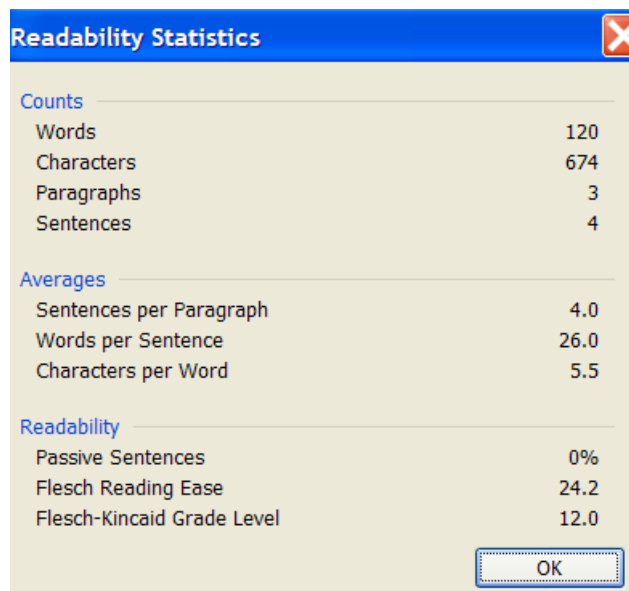 Readability Statistics
Counts
Words 120
Characters 674
Paragraphs 3
Sentences 4
Averages
Sentences per Paragraph 4.0
Words per Sentence 26.0
Characters per Word 5.5
Readability
Passive Sentences 0%
Flesch Reading Ease 24.2
Flesch-Kincaid Grade Level 12.0
OK